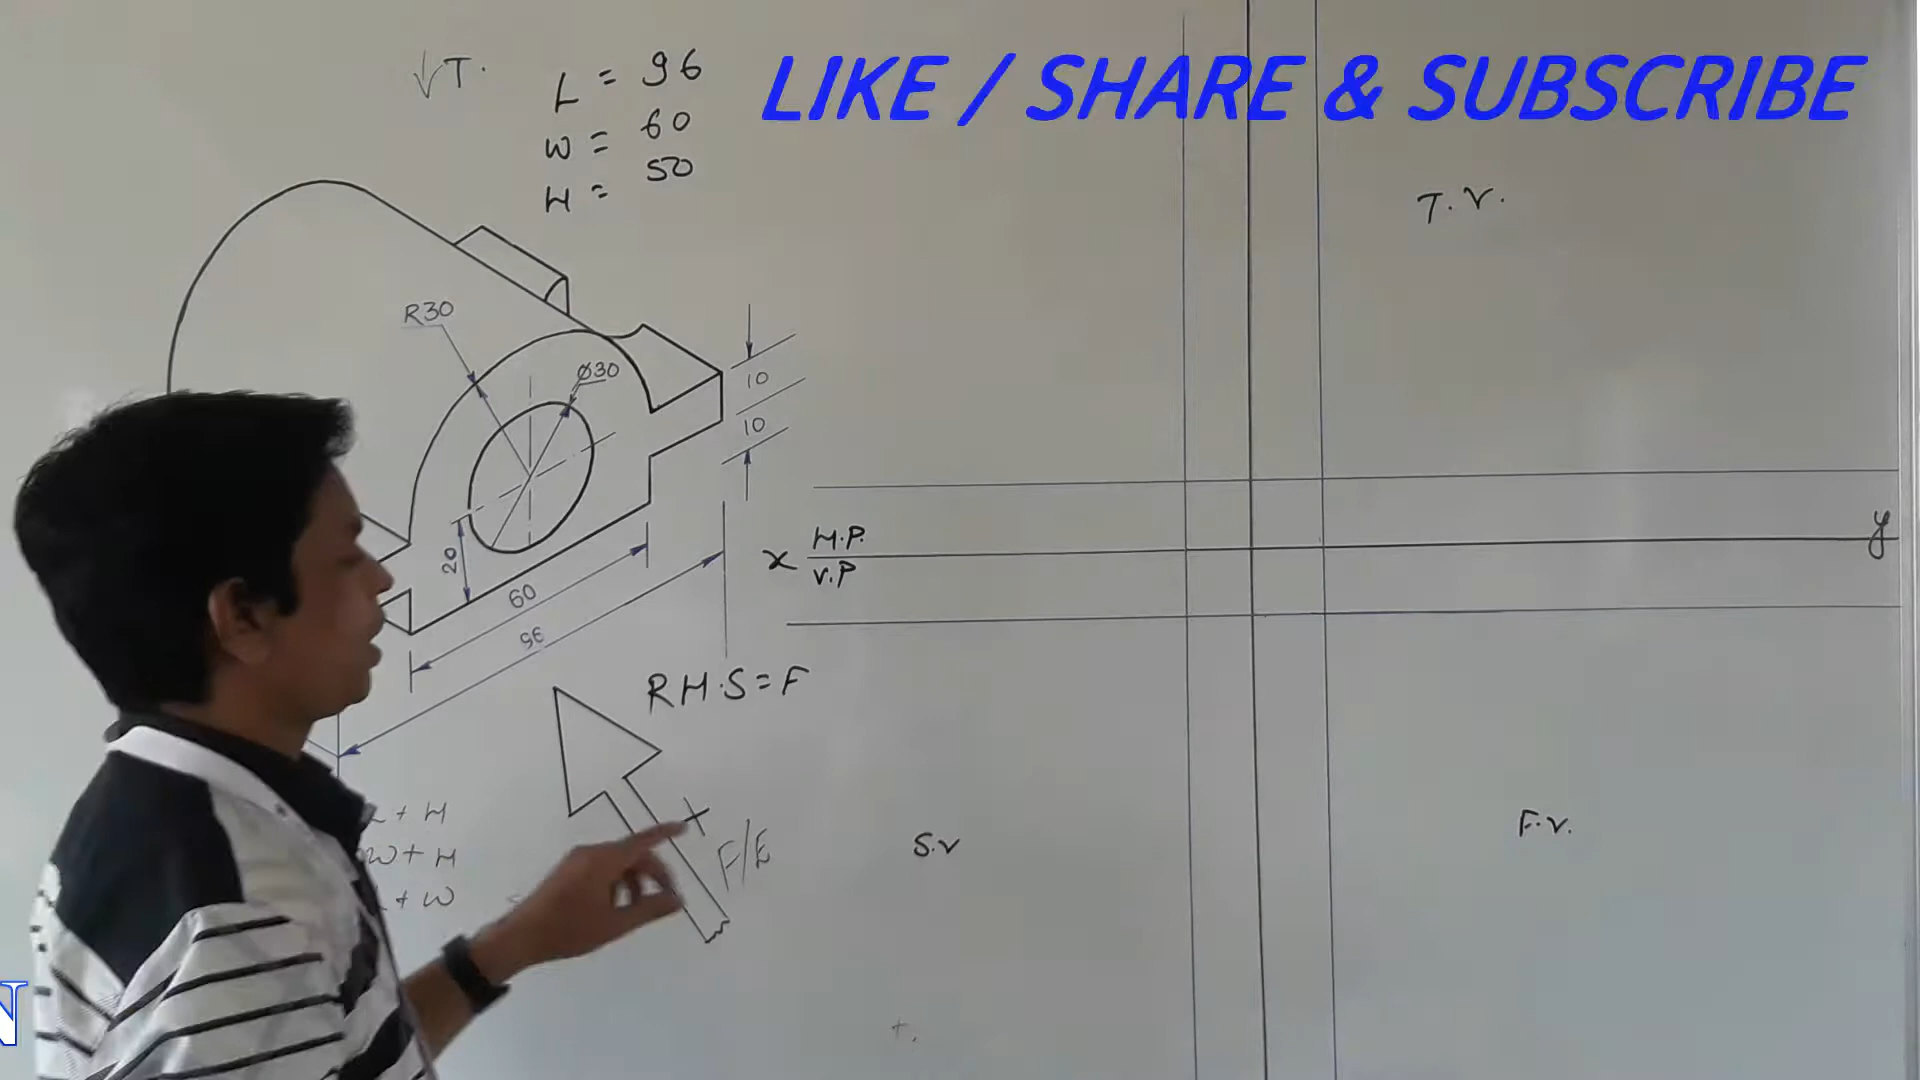 ↓T.
L = 96
W = 60
H = 50
LIKE / SHARE & SUBSCRIBE
T.V.
R30
Ø30
10
10
20
60
96
X H.P.
V.P
y
RHS = F
F/E
+ H
W + H
+ W
S.V
F.V.
N